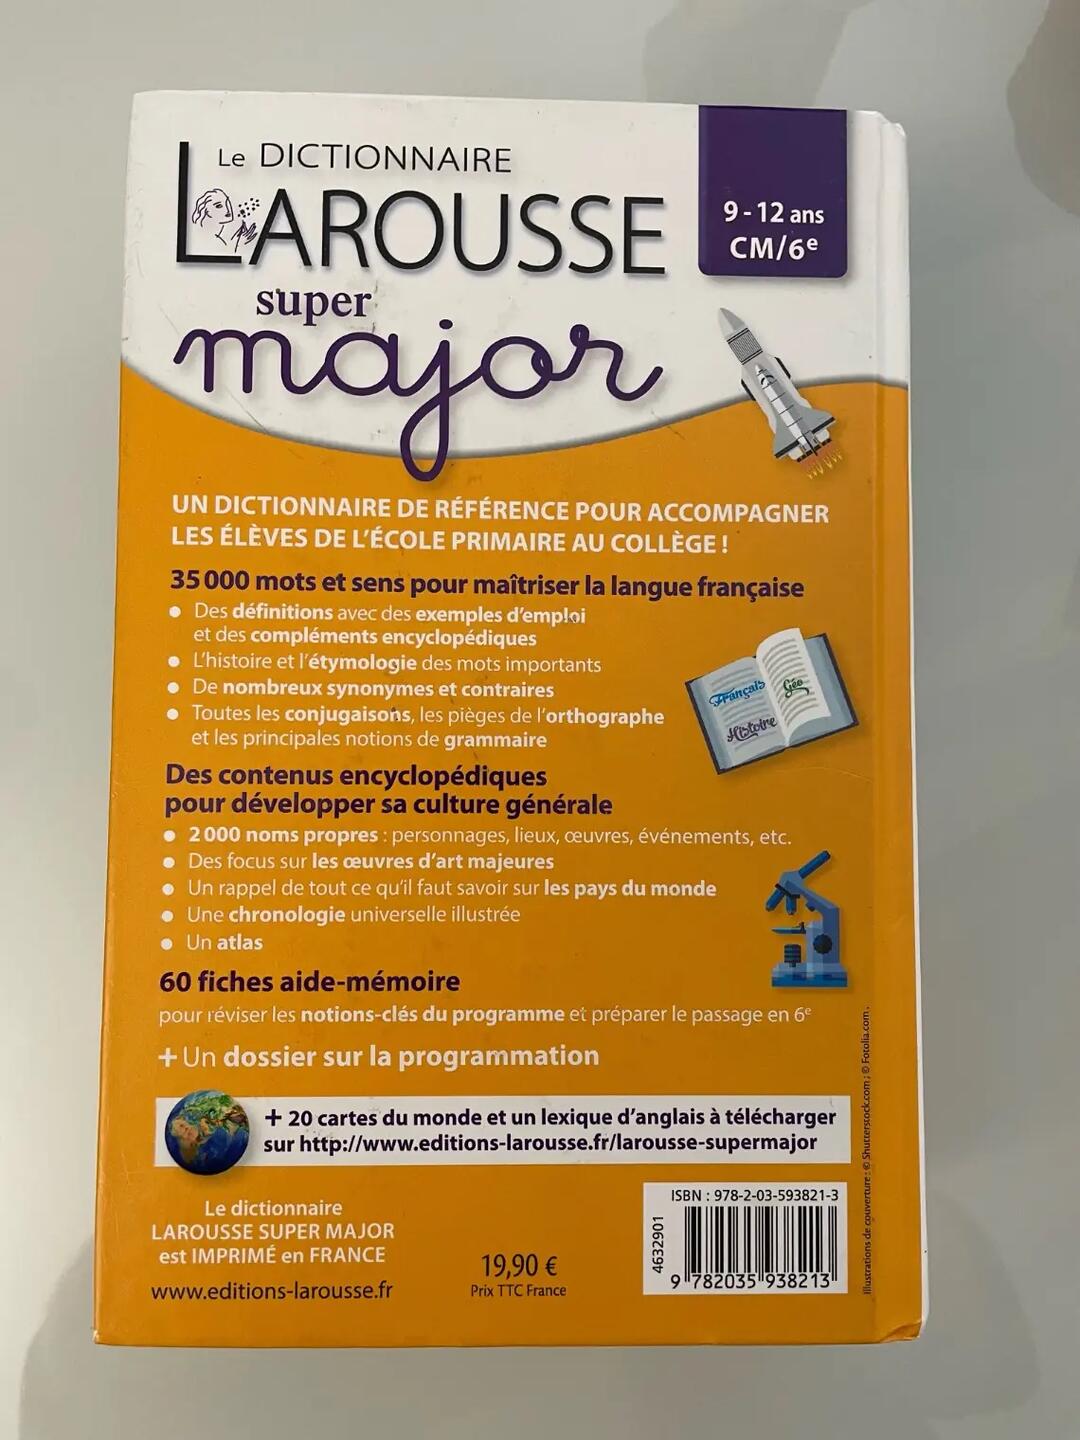 Le DICTIONNAIRE
LAROUSSE
super
major
9 - 12 ans
CM/6e
UN DICTIONNAIRE DE RÉFÉRENCE POUR ACCOMPAGNER
LES ÉLÈVES DE L'ÉCOLE PRIMAIRE AU COLLÈGE !
35 000 mots et sens pour maîtriser la langue française
● Des définitions avec des exemples d'emploi
et des compléments encyclopédiques
● L'histoire et l'étymologie des mots importants
● De nombreux synonymes et contraires
● Toutes les conjugaisons, les pièges de l'orthographe
et les principales notions de grammaire
Français
Géo
Histoire
Des contenus encyclopédiques
pour développer sa culture générale
● 2 000 noms propres : personnages, lieux, œuvres, événements, etc.
● Des focus sur les œuvres d'art majeures
● Un rappel de tout ce qu'il faut savoir sur les pays du monde
● Une chronologie universelle illustrée
● Un atlas
60 fiches aide-mémoire
pour réviser les notions-clés du programme et préparer le passage en 6e
+ Un dossier sur la programmation
+ 20 cartes du monde et un lexique d'anglais à télécharger
sur http://www.editions-larousse.fr/larousse-supermajor
Le dictionnaire
LAROUSSE SUPER MAJOR
est IMPRIMÉ en FRANCE
www.editions-larousse.fr
19,90 €
Prix TTC France
ISBN : 978-2-03-593821-3
4632901
9 782035 938213
Illustrations de couverture : © Shutterstock.com ; © Fotolia.com.